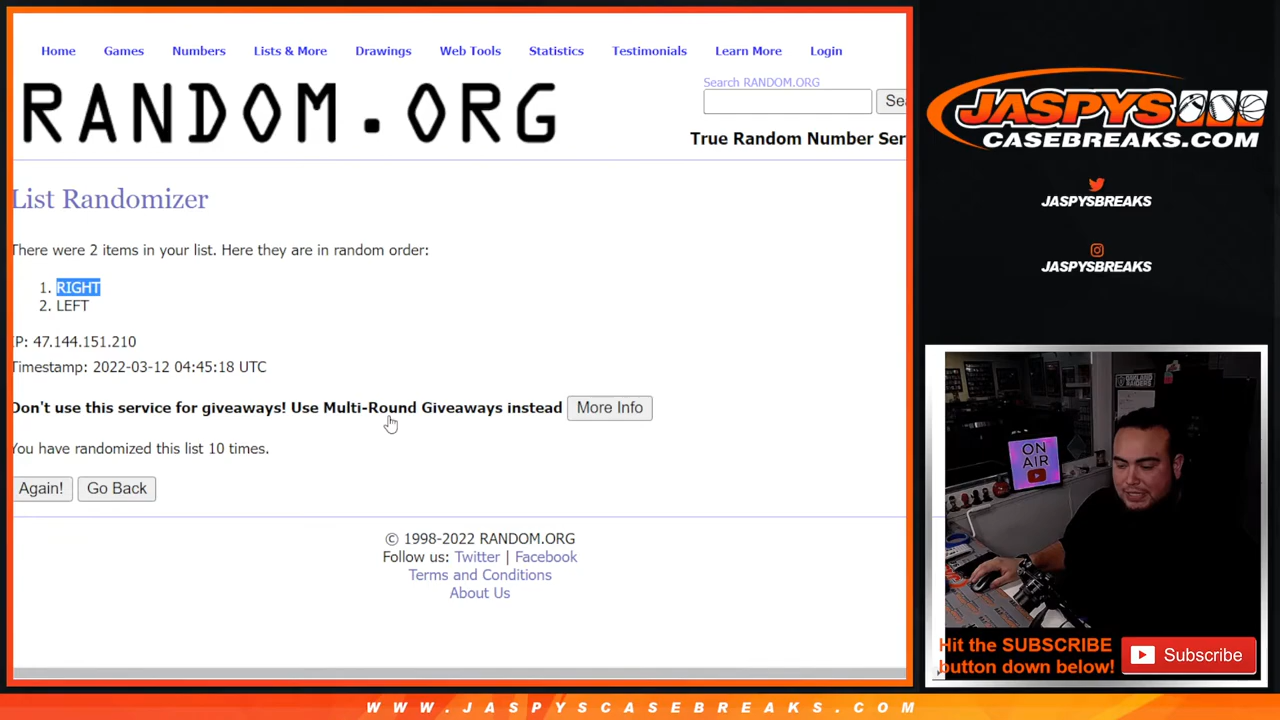 Home Games Numbers Lists & More Drawings Web Tools Statistics Testimonials Learn More Login
Search RANDOM.ORG
RANDOM.ORG
True Random Number Ser
List Randomizer
There were 2 items in your list. Here they are in random order:
1. RIGHT
2. LEFT
IP: 47.144.151.210
Timestamp: 2022-03-12 04:45:18 UTC
Don't use this service for giveaways! Use Multi-Round Giveaways instead More Info
You have randomized this list 10 times.
Again! Go Back
© 1998-2022 RANDOM.ORG
Follow us: Twitter | Facebook
Terms and Conditions
About Us
JASPYS
CASEBREAKS.COM
JASPYSBREAKS
JASPYSBREAKS
ON
AIR
Hit the SUBSCRIBE
button down below!
Subscribe
WWW.JASPYSCASEBREAKS.COM